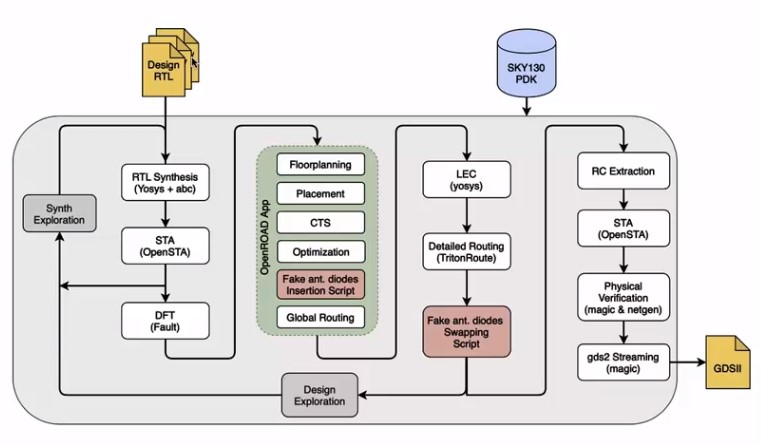 Design
RTL
SKY130
PDK
Synth
Exploration
RTL Synthesis
(Yosys + abc)
STA
(OpenSTA)
DFT
(Fault)
OpenROAD App
Floorplanning
Placement
CTS
Optimization
Fake ant. diodes
Insertion Script
Global Routing
LEC
(yosys)
Detailed Routing
(TritonRoute)
Fake ant. diodes
Swapping
Script
Design
Exploration
RC Extraction
STA
(OpenSTA)
Physical
Verification
(magic & netgen)
gds2 Streaming
(magic)
GDSII